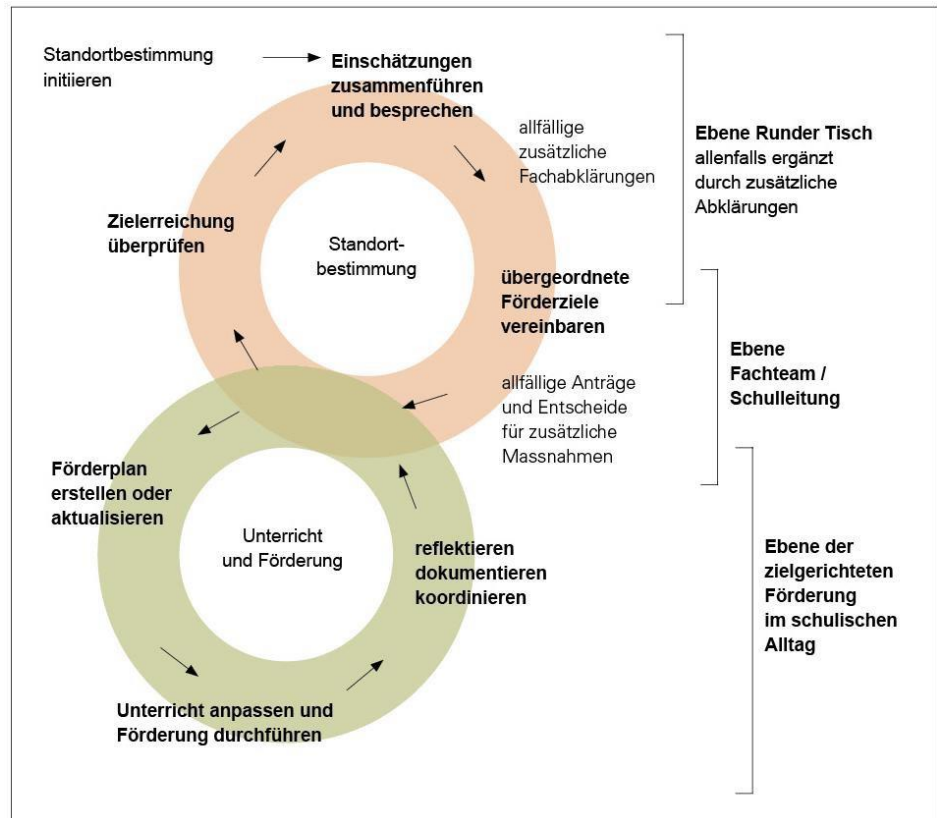 Standortbestimmung
initiieren
Einschätzungen
zusammenführen
und besprechen
allfällige
zusätzliche
Fachabklärungen
Ebene Runder Tisch
allenfalls ergänzt
durch zusätzliche
Abklärungen
Zielerreichung
überprüfen
Standort-
bestimmung
übergeordnete
Förderziele
vereinbaren
Ebene
Fachteam /
Schulleitung
allfällige Anträge
und Entscheide
für zusätzliche
Massnahmen
Förderplan
erstellen oder
aktualisieren
Unterricht
und Förderung
reflektieren
dokumentieren
koordinieren
Ebene der
zielgerichteten
Förderung
im schulischen
Alltag
Unterricht anpassen und
Förderung durchführen